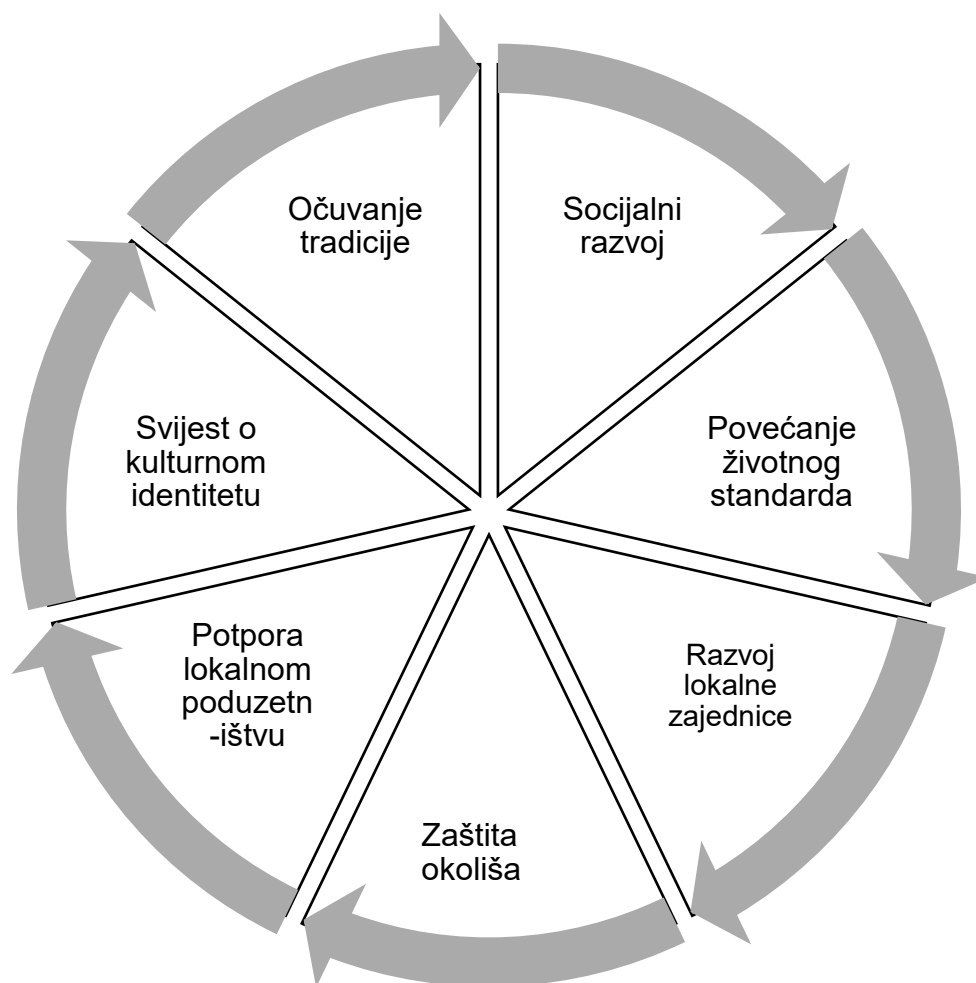 Očuvanje
tradicije
Socijalni
razvoj
Povećanje
životnog
standarda
Razvoj
lokalne
zajednice
Zaštita
okoliša
Potpora
lokalnom
poduzetn
-ištvu
Svijest o
kulturnom
identitetu